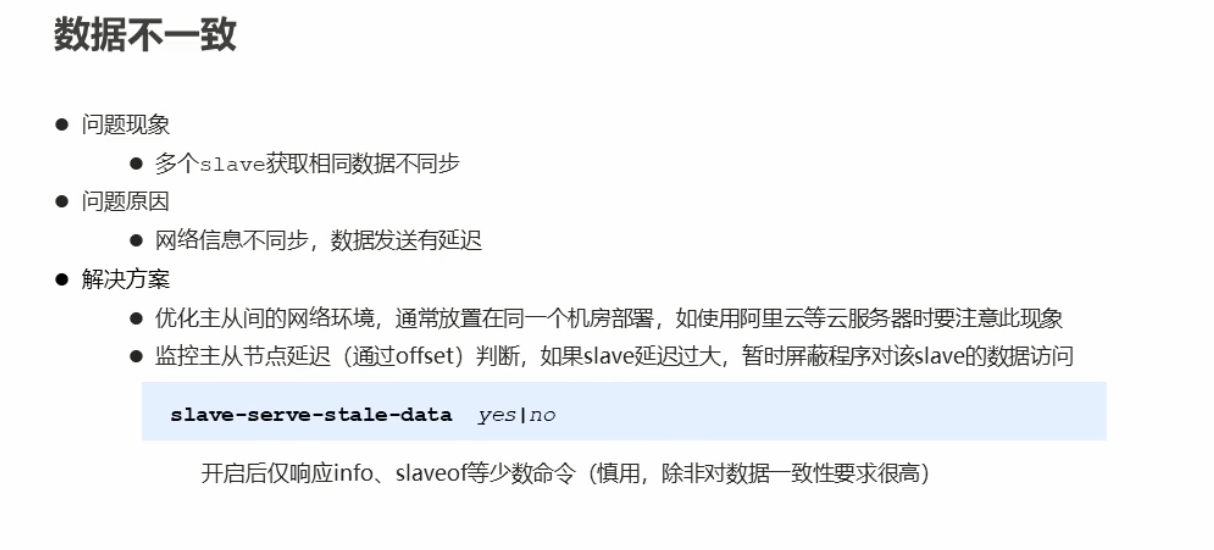 数据不一致
● 问题现象
● 多个slave获取相同数据不同步
● 问题原因
● 网络信息不同步，数据发送有延迟
● 解决方案
● 优化主从间的网络环境，通常放置在同一个机房部署，如使用阿里云等云服务器时要注意此现象
● 监控主从节点延迟（通过offset）判断，如果slave延迟过大，暂时屏蔽程序对该slave的数据访问
slave-serve-stale-data yes|no
开启后仅响应info、slaveof等少数命令（慎用，除非对数据一致性要求很高）